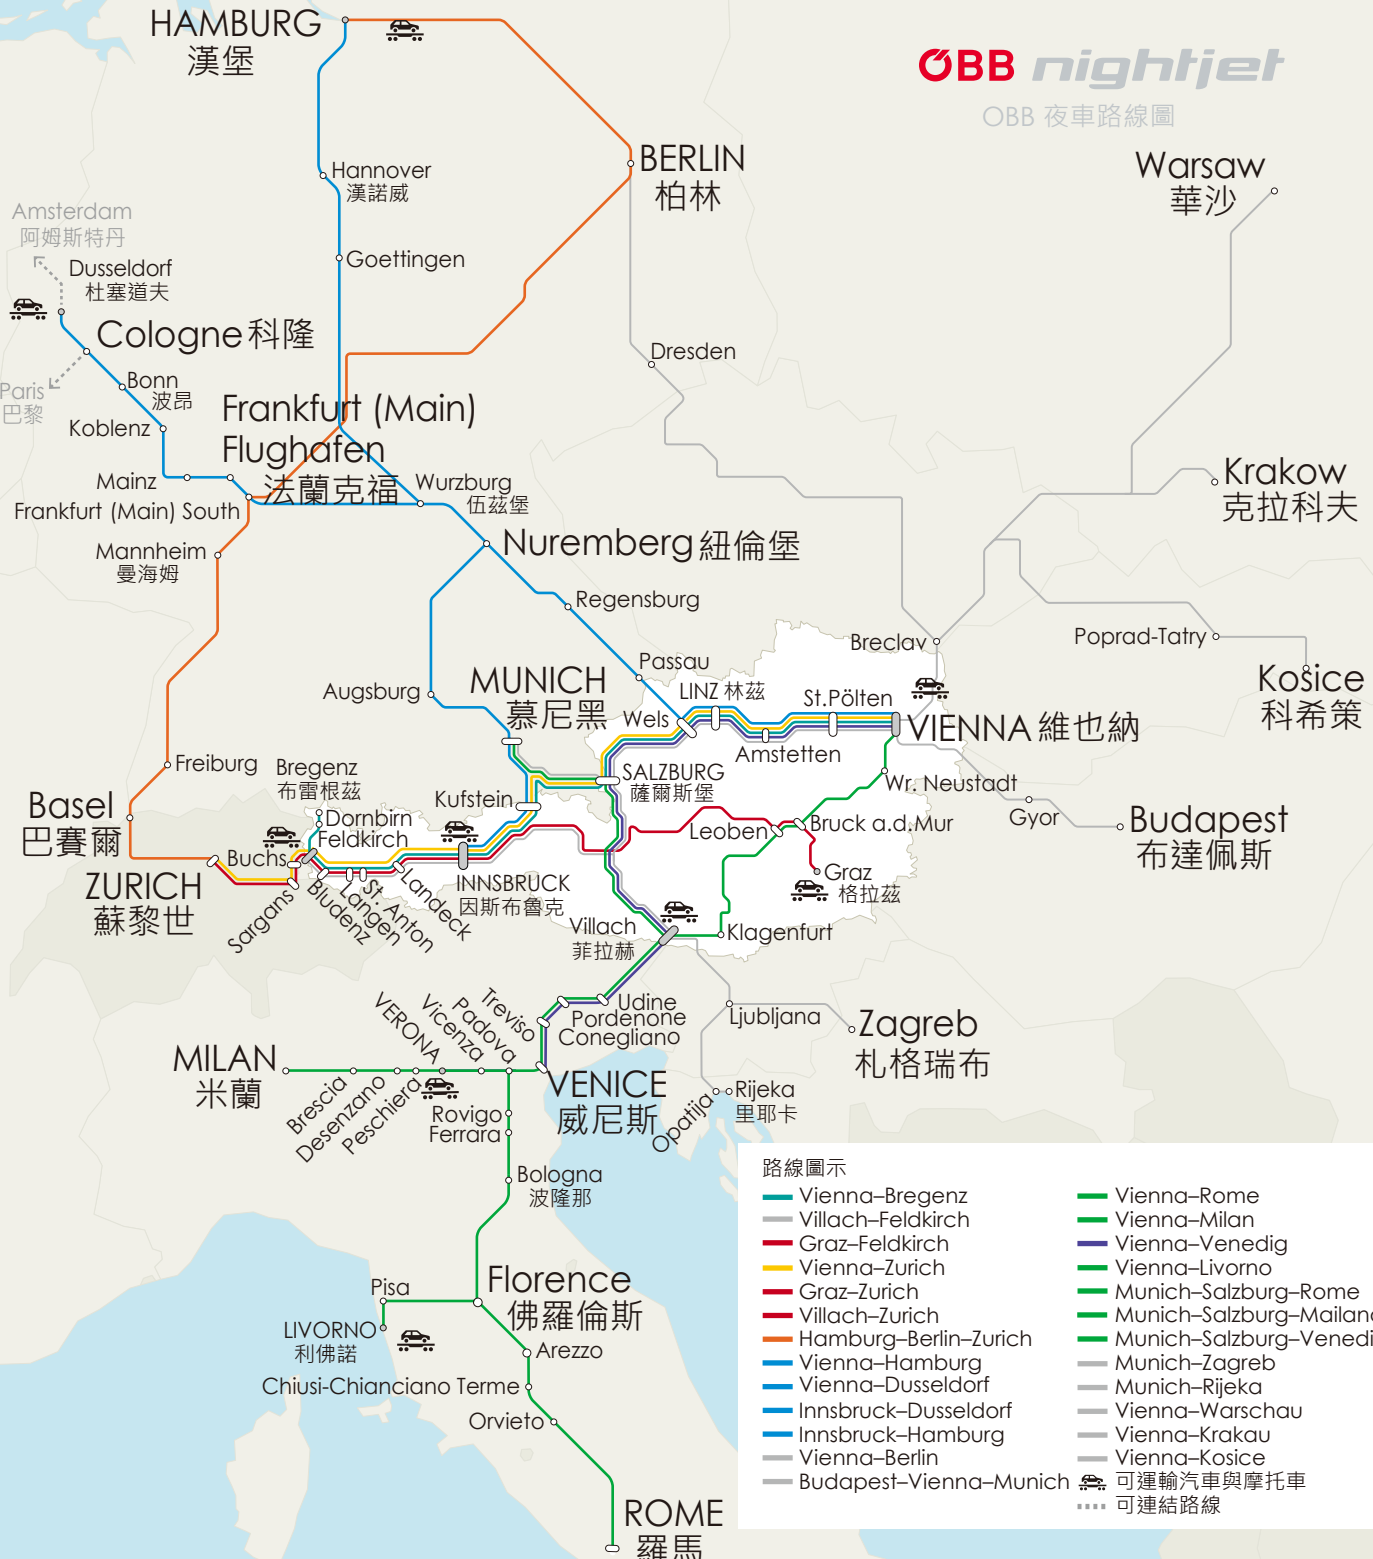 HAMBURG
漢堡
ÖBB nightjet
OBB 夜車路線圖
BERLIN
柏林
Warsaw
華沙
Hannover
漢諾威
Amsterdam
阿姆斯特丹
Goettingen
Dusseldorf
杜塞道夫
Cologne 科隆
Dresden
Paris
巴黎
Bonn
波昂
Koblenz
Frankfurt (Main)
Flughafen
法蘭克福
Mainz
Frankfurt (Main) South
Wurzburg
伍茲堡
Krakow
克拉科夫
Mannheim
曼海姆
Nuremberg 紐倫堡
Regensburg
Breclav
Poprad-Tatry
Passau
Košice
科希策
Augsburg
MUNICH
慕尼黑
LINZ 林茲
St.Pölten
Wels
Amstetten
VIENNA 維也納
Freiburg
Bregenz
布雷根茲
SALZBURG
薩爾斯堡
Wr. Neustadt
Kufstein
Gyor
Basel
巴賽爾
Dornbirn
Feldkirch
Leoben
Bruck a.d.Mur
Budapest
布達佩斯
Buchs
ZURICH
蘇黎世
Sargans
Bludenz
Langen
St. Anton
Landeck
INNSBRUCK
因斯布魯克
Graz
格拉茲
Villach
菲拉赫
Klagenfurt
Treviso
Padova
Vicenza
VERONA
Udine
Pordenone
Conegliano
Ljubljana
Zagreb
札格瑞布
MILAN
米蘭
Brescia
Desenzano
Peschiera
VENICE
威尼斯
Rovigo
Ferrara
Opatija
Rijeka
里耶卡
Bologna
波隆那
Pisa
Florence
佛羅倫斯
LIVORNO
利佛諾
Arezzo
Chiusi-Chianciano Terme
Orvieto
ROME
羅馬
路線圖示
Vienna–Bregenz
Villach–Feldkirch
Graz–Feldkirch
Vienna–Zurich
Graz–Zurich
Villach–Zurich
Hamburg–Berlin–Zurich
Vienna–Hamburg
Vienna–Dusseldorf
Innsbruck–Dusseldorf
Innsbruck–Hamburg
Vienna–Berlin
Budapest–Vienna–Munich
Vienna–Rome
Vienna–Milan
Vienna–Venedig
Vienna–Livorno
Munich–Salzburg–Rome
Munich–Salzburg–Mailand
Munich–Salzburg–Venedi
Munich–Zagreb
Munich–Rijeka
Vienna–Warschau
Vienna–Krakau
Vienna–Kosice
可運輸汽車與摩托車
可連結路線